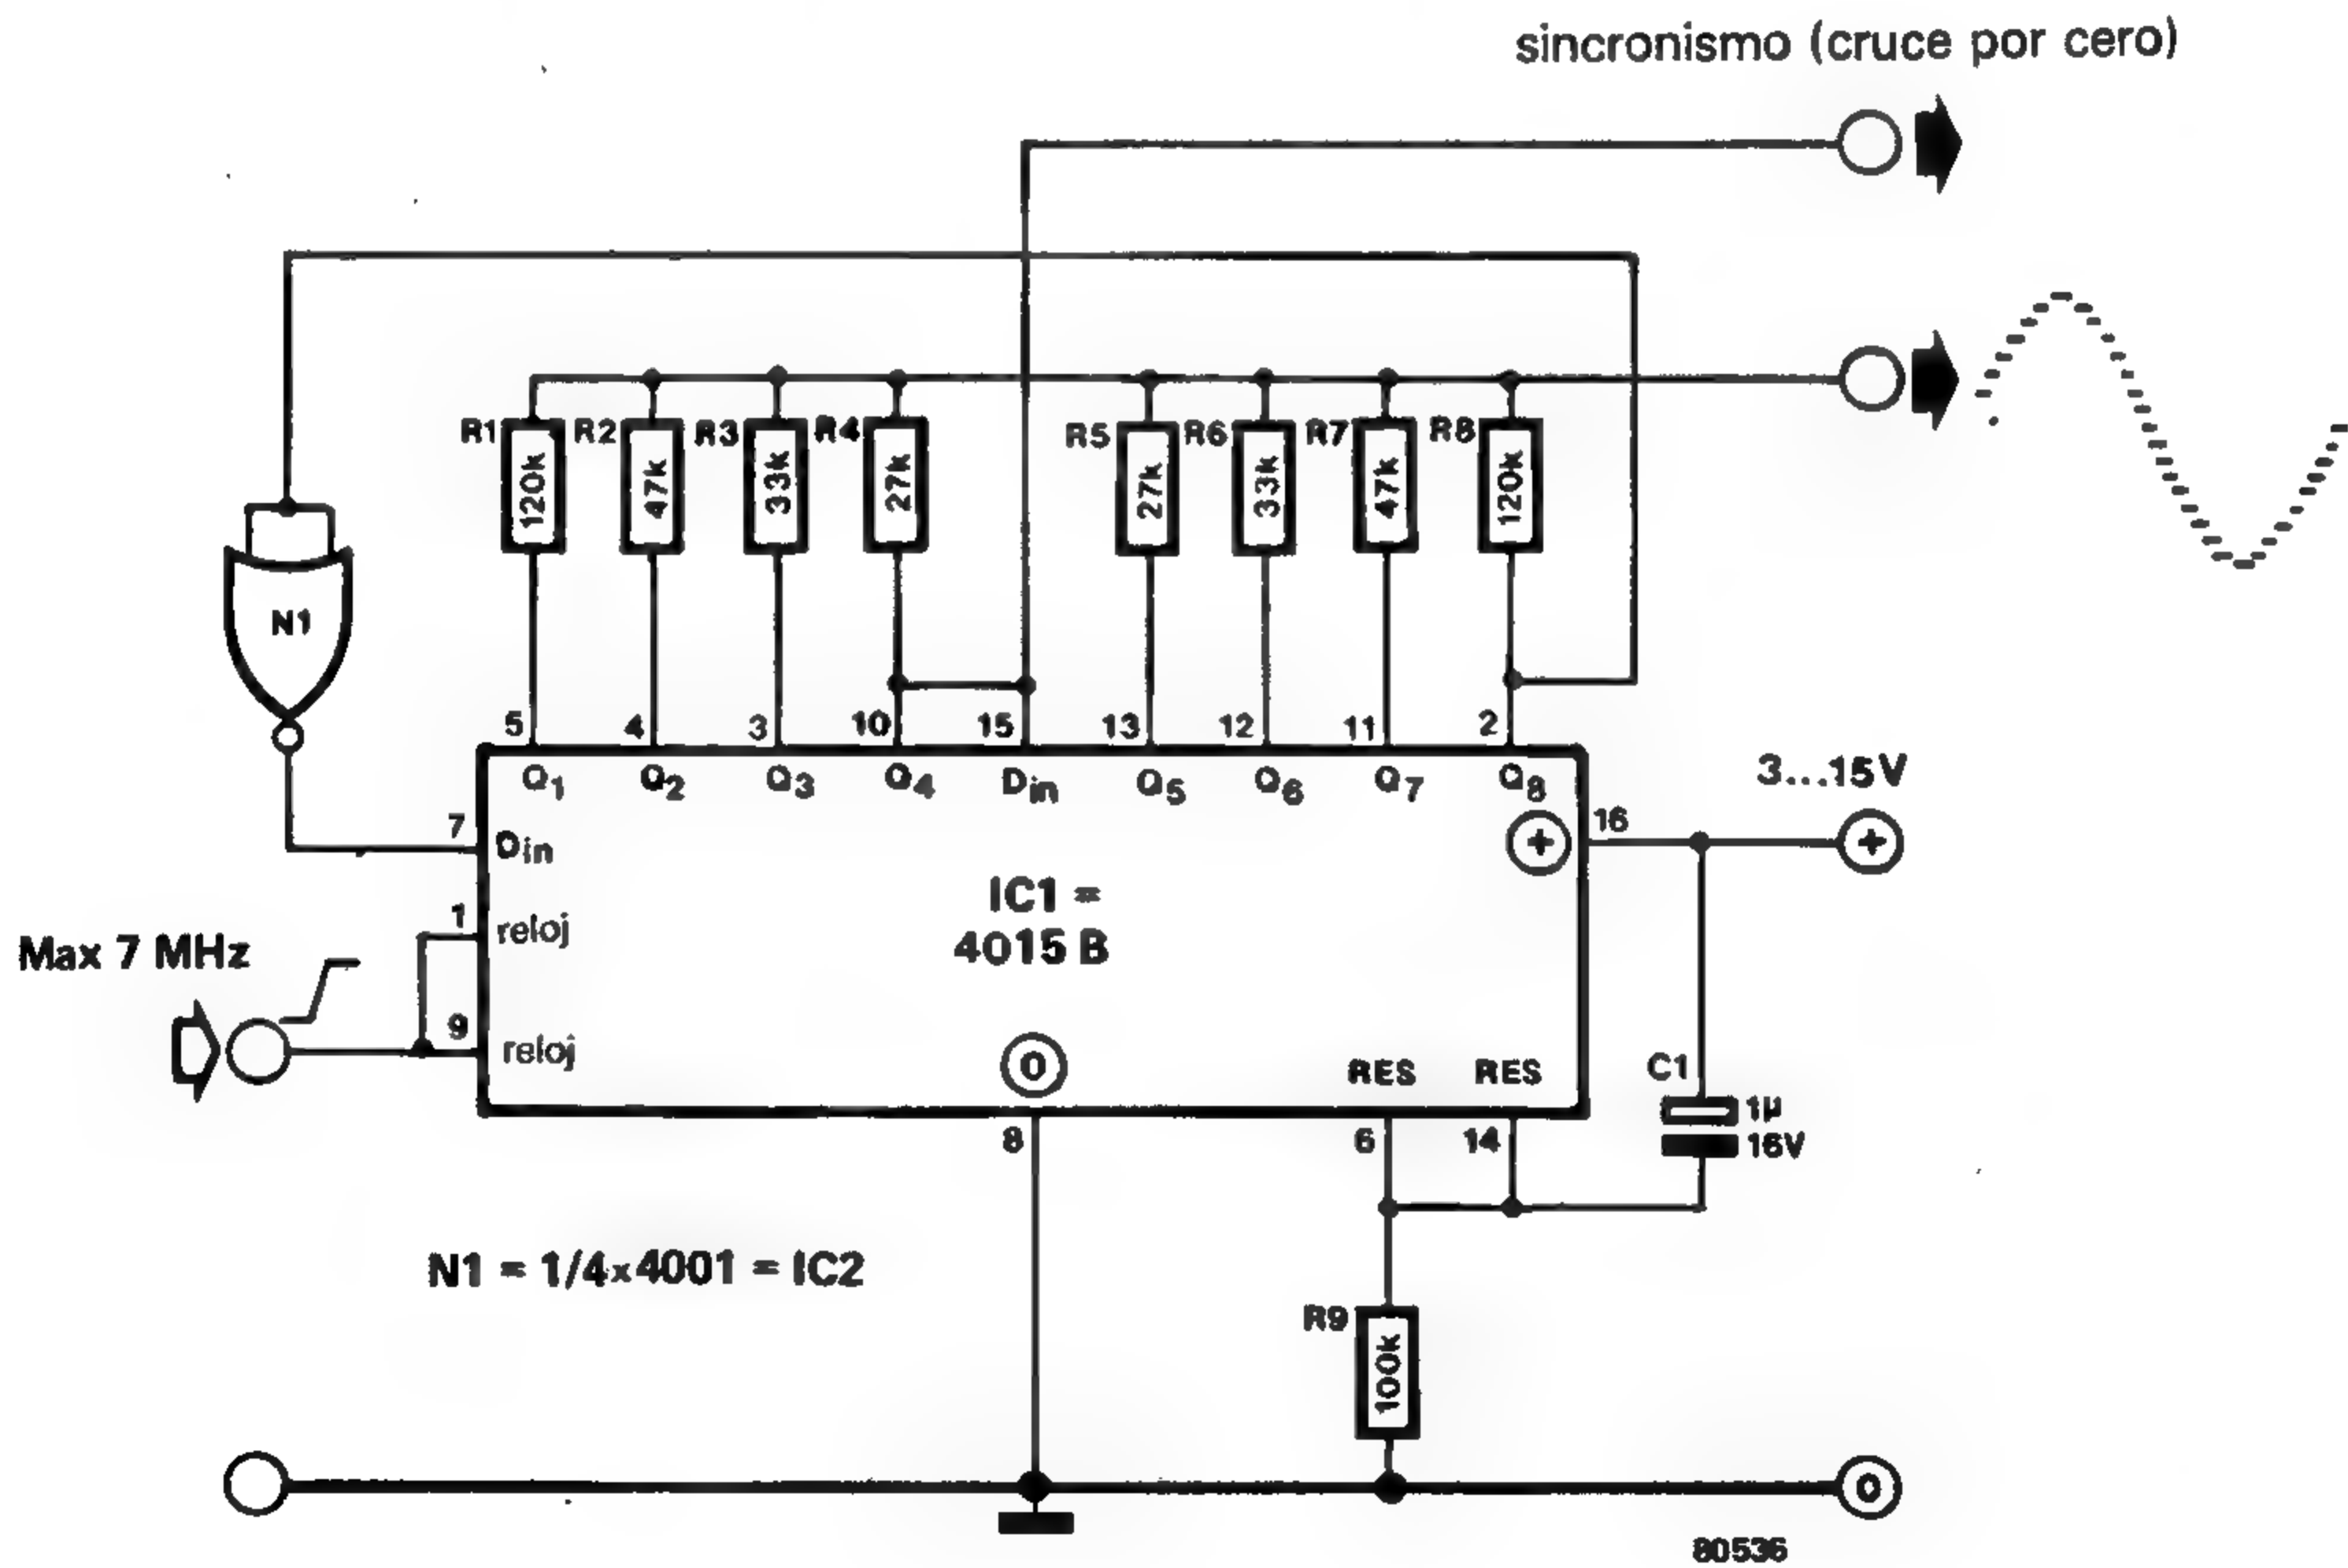 sincronismo (cruce por cero)
R1 R2 R3 R4 R5 R6 R7 R8
120k 47k 33k 27k 27k 33k 47k 120k
N1
5 4 3 10 15 13 12 11 2
Q1 Q2 Q3 Q4 Din Q5 Q6 Q7 Q8
3...15V
7 Din
+ 16 +
1 reloj
IC1 =
4015 B
Max 7 MHz
9 reloj
0
RES RES
C1
1µ
16V
8 6 14
N1 = 1/4x4001 = IC2
R9
100k
0
80536